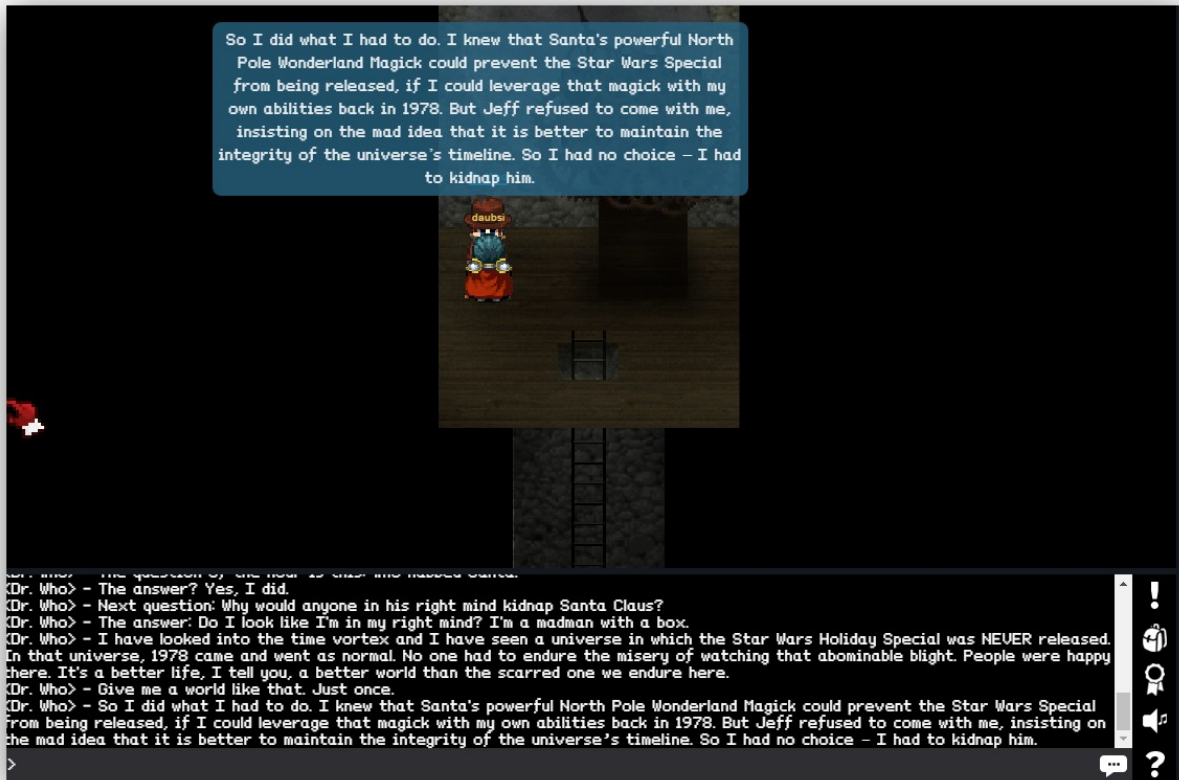 So I did what I had to do. I knew that Santa's powerful North
Pole Wonderland Magick could prevent the Star Wars Special
from being released, if I could leverage that magick with my
own abilities back in 1978. But Jeff refused to come with me,
insisting on the mad idea that it is better to maintain the
integrity of the universe's timeline. So I had no choice – I had
to kidnap him.
daubsi
<Dr. Who> - The question of the hour is this: Who nabbed Santa.
<Dr. Who> - The answer? Yes, I did.
<Dr. Who> - Next question: Why would anyone in his right mind kidnap Santa Claus?
<Dr. Who> - The answer: Do I look like I'm in my right mind? I'm a madman with a box.
<Dr. Who> - I have looked into the time vortex and I have seen a universe in which the Star Wars Holiday Special was NEVER released.
In that universe, 1978 came and went as normal. No one had to endure the misery of watching that abominable blight. People were happy
there. It's a better life, I tell you, a better world than the scarred one we endure here.
<Dr. Who> - Give me a world like that. Just once.
<Dr. Who> - So I did what I had to do. I knew that Santa's powerful North Pole Wonderland Magick could prevent the Star Wars Special
from being released, if I could leverage that magick with my own abilities back in 1978. But Jeff refused to come with me, insisting on
the mad idea that it is better to maintain the integrity of the universe's timeline. So I had no choice – I had to kidnap him.
>